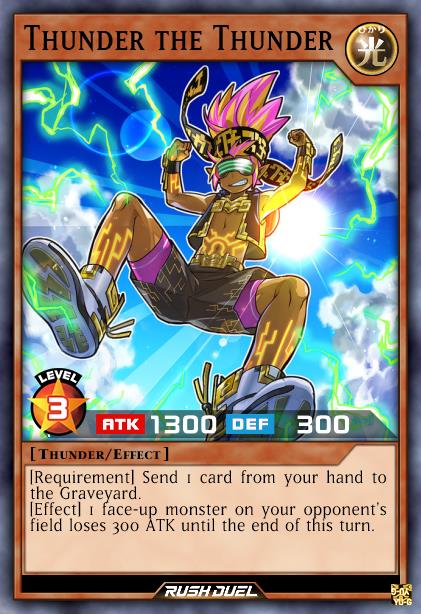 THUNDER THE THUNDER
ひかり
光
LEVEL
3
ATK 1300 DEF 300
[THUNDER/EFFECT]
[Requirement] Send 1 card from your hand to
the Graveyard.
[Effect] 1 face-up monster on your opponent's
field loses 300 ATK until the end of this turn.
RUSH DUEL